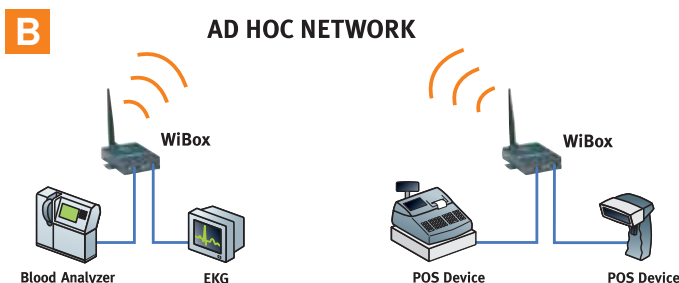 B
AD HOC NETWORK
WiBox
WiBox
Blood Analyzer
EKG
POS Device
POS Device